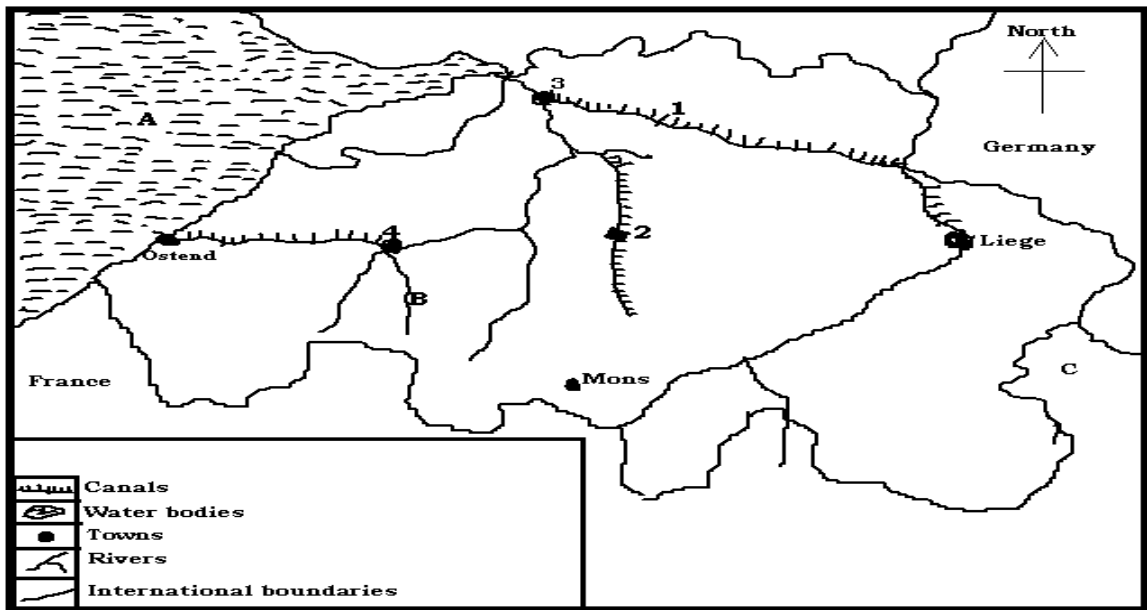 North
3
1
A
Germany
4
2
Ostend
Liege
B
France
Mons
C
Canals
Water bodies
Towns
Rivers
International boundaries